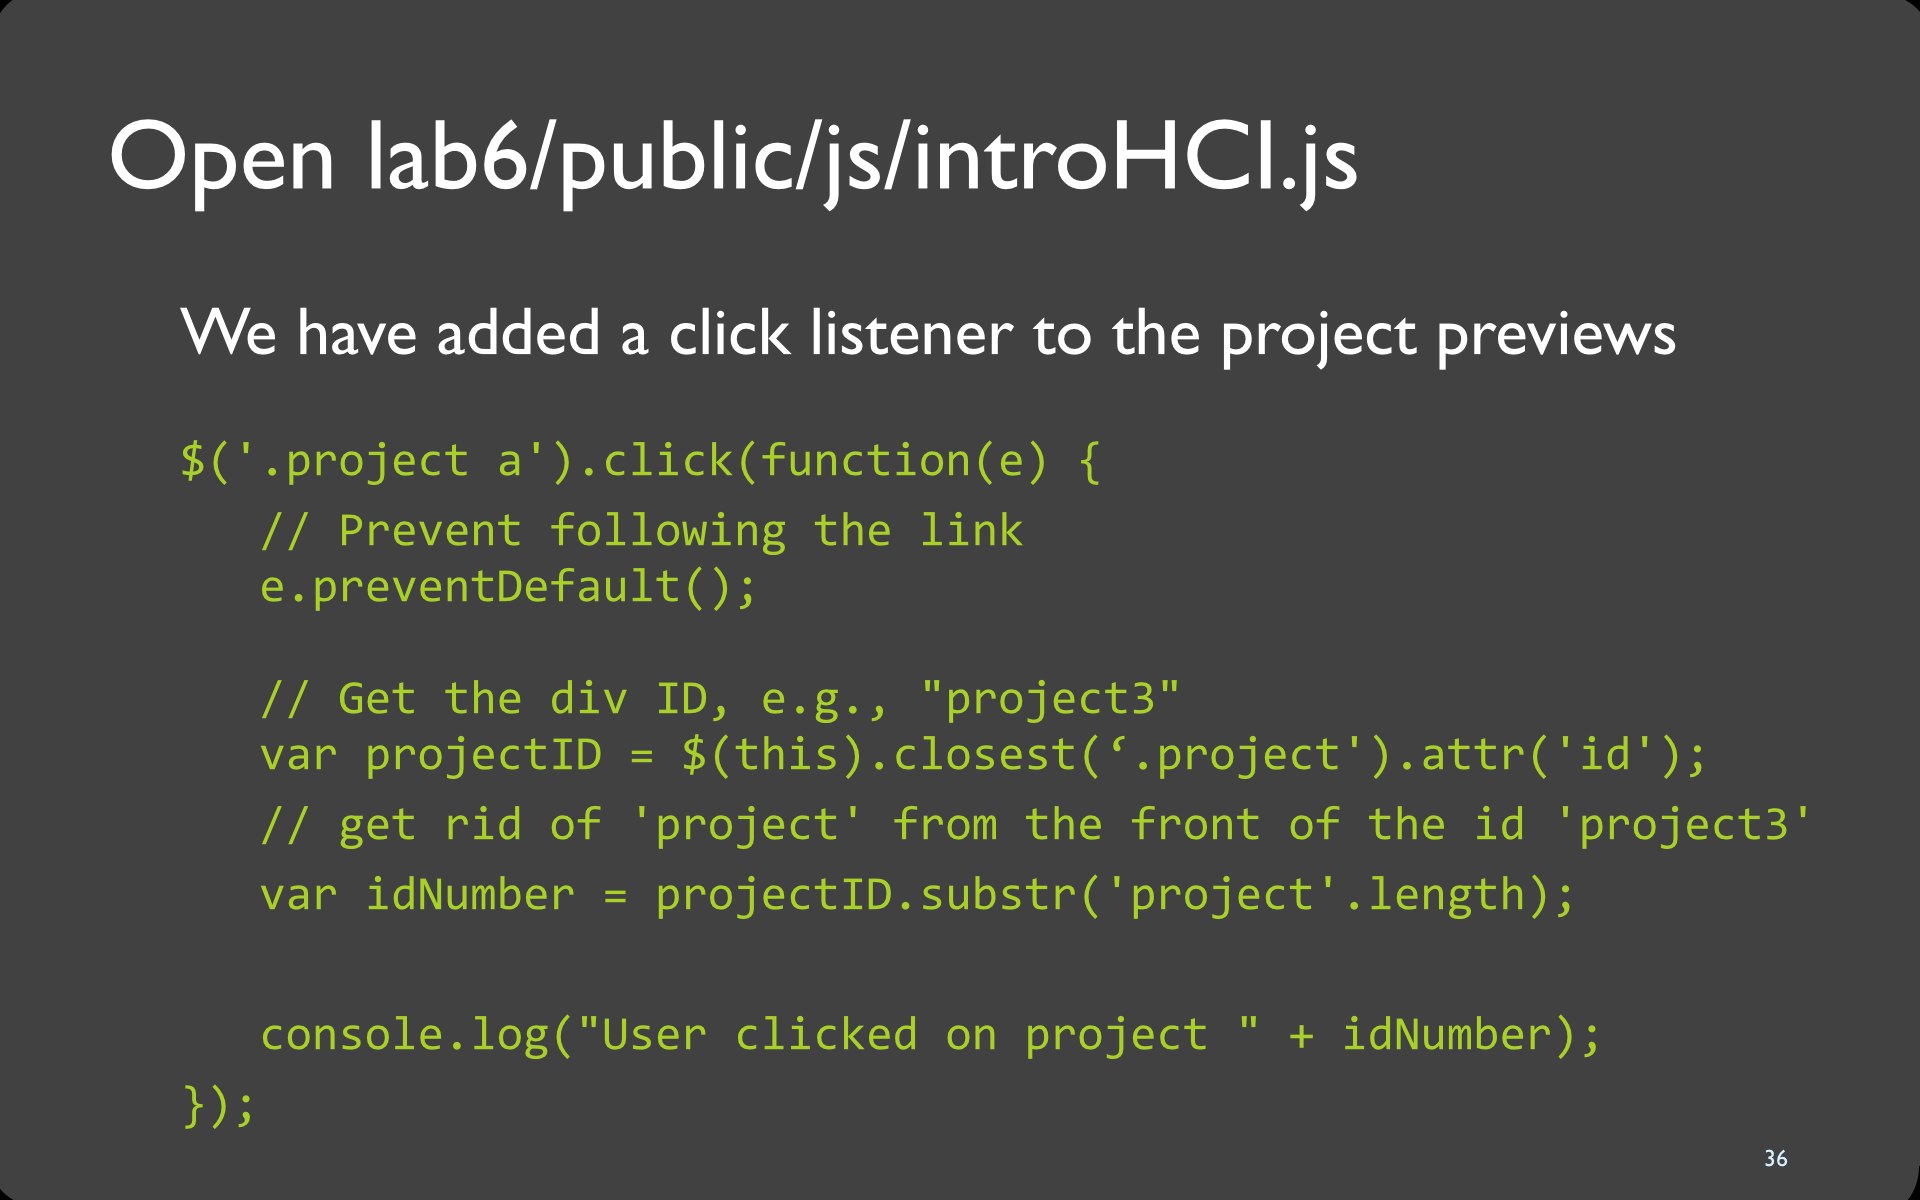 Open lab6/public/js/introHCI.js
We have added a click listener to the project previews
$('.project a').click(function(e) {
// Prevent following the link
e.preventDefault();
// Get the div ID, e.g., "project3"
var projectID = $(this).closest(‘.project').attr('id');
// get rid of 'project' from the front of the id 'project3'
var idNumber = projectID.substr('project'.length);
console.log("User clicked on project " + idNumber);
});
36